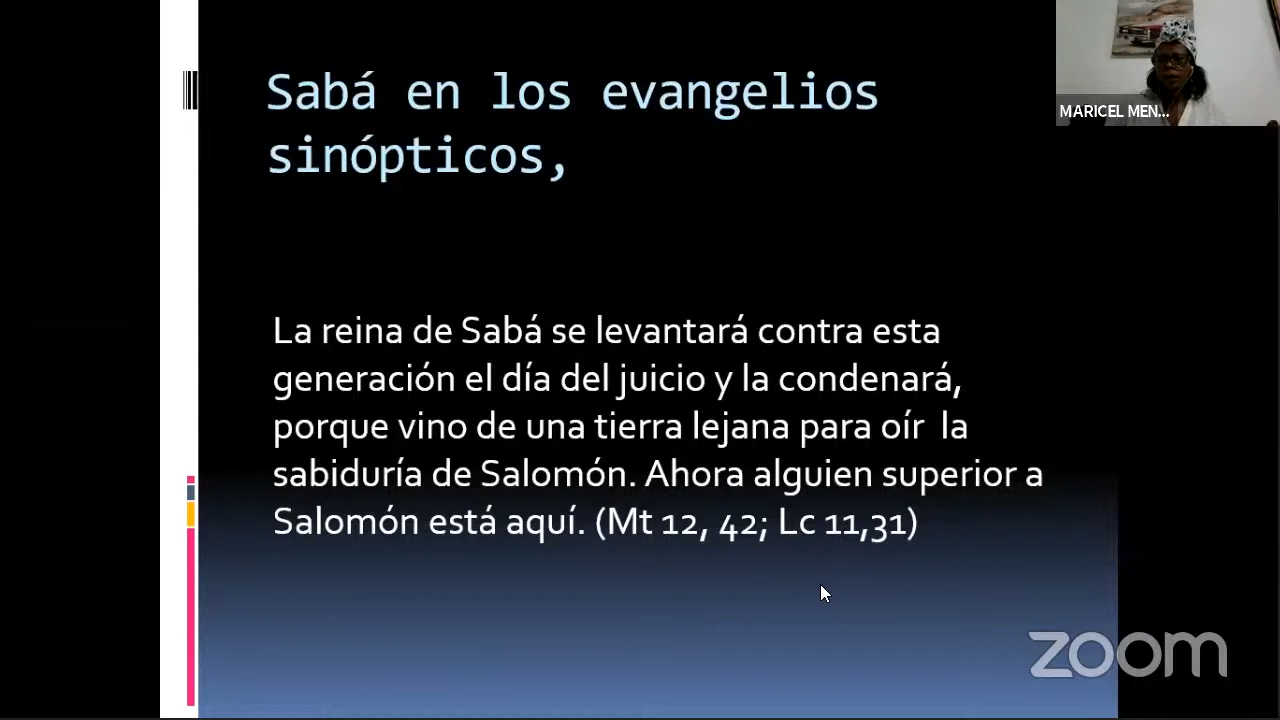 Sabá en los evangelios
sinópticos,
MARICEL MEN...
La reina de Sabá se levantará contra esta
generación el día del juicio y la condenará,
porque vino de una tierra lejana para oír  la
sabiduría de Salomón. Ahora alguien superior a
Salomón está aquí. (Mt 12, 42; Lc 11,31)
zoom